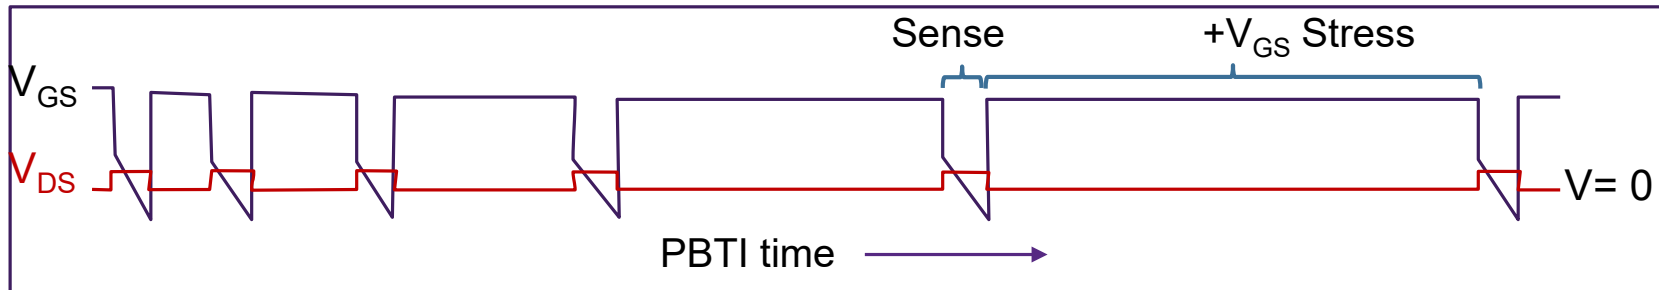 Sense
+VGS Stress
VGS
VDS
V= 0
PBTI time